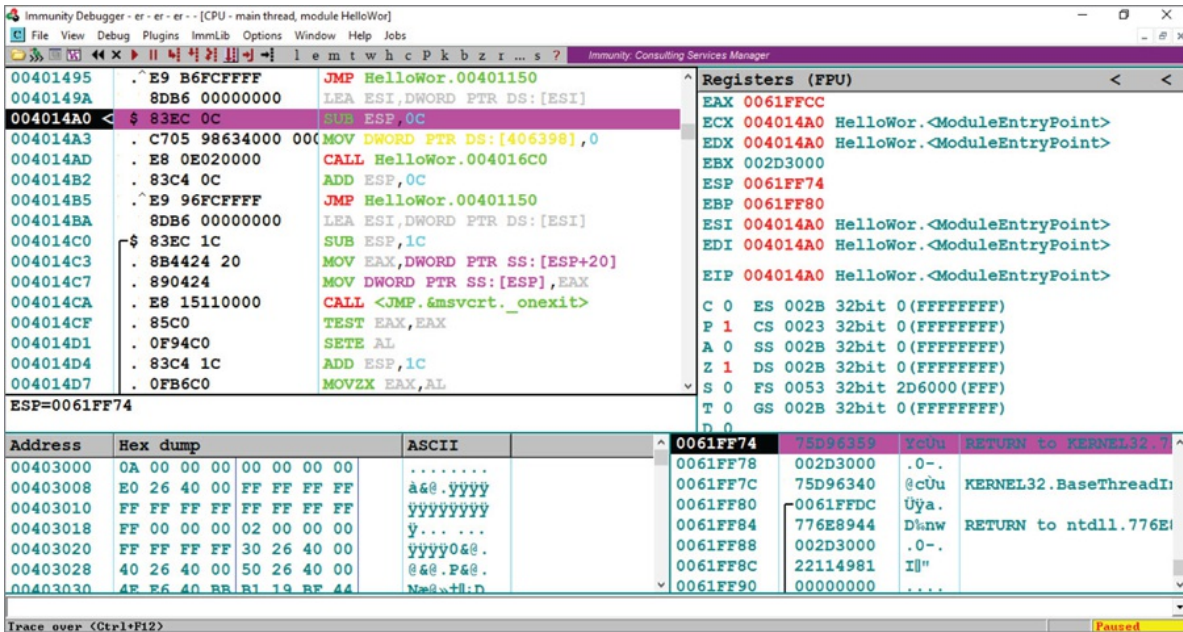 Immunity Debugger - er - er - er - - [CPU - main thread, module HelloWor]
C File View Debug Plugins ImmLib Options Window Help Jobs
l e m t w h c P k b z r ... s ? Immunity: Consulting Services Manager
00401495 .^E9 B6FCFFFF JMP HelloWor.00401150
0040149A 8DB6 00000000 LEA ESI,DWORD PTR DS:[ESI]
004014A0 < $ 83EC 0C SUB ESP,0C
004014A3 . C705 98634000 000 MOV DWORD PTR DS:[406398],0
004014AD . E8 0E020000 CALL HelloWor.004016C0
004014B2 . 83C4 0C ADD ESP,0C
004014B5 .^E9 96FCFFFF JMP HelloWor.00401150
004014BA 8DB6 00000000 LEA ESI,DWORD PTR DS:[ESI]
004014C0 $ 83EC 1C SUB ESP,1C
004014C3 . 8B4424 20 MOV EAX,DWORD PTR SS:[ESP+20]
004014C7 . 890424 MOV DWORD PTR SS:[ESP],EAX
004014CA . E8 15110000 CALL <JMP.&msvcrt._onexit>
004014CF . 85C0 TEST EAX,EAX
004014D1 . 0F94C0 SETE AL
004014D4 . 83C4 1C ADD ESP,1C
004014D7 . 0FB6C0 MOVZX EAX,AL
ESP=0061FF74
Registers (FPU) < <
EAX 0061FFCC
ECX 004014A0 HelloWor.<ModuleEntryPoint>
EDX 004014A0 HelloWor.<ModuleEntryPoint>
EBX 002D3000
ESP 0061FF74
EBP 0061FF80
ESI 004014A0 HelloWor.<ModuleEntryPoint>
EDI 004014A0 HelloWor.<ModuleEntryPoint>
EIP 004014A0 HelloWor.<ModuleEntryPoint>
C 0 ES 002B 32bit 0(FFFFFFFF)
P 1 CS 0023 32bit 0(FFFFFFFF)
A 0 SS 002B 32bit 0(FFFFFFFF)
Z 1 DS 002B 32bit 0(FFFFFFFF)
S 0 FS 0053 32bit 2D6000(FFF)
T 0 GS 002B 32bit 0(FFFFFFFF)
D 0
Address Hex dump ASCII
00403000 0A 00 00 00 00 00 00 00 ........
00403008 E0 26 40 00 FF FF FF FF à&@.ÿÿÿÿ
00403010 FF FF FF FF FF FF FF FF ÿÿÿÿÿÿÿÿ
00403018 FF 00 00 00 02 00 00 00 ÿ... ...
00403020 FF FF FF FF 30 26 40 00 ÿÿÿÿ0&@.
00403028 40 26 40 00 50 26 40 00 @&@.P&@.
00403030 4E E6 40 BB B1 19 BF 44
0061FF74 75D96359 YcÙu RETURN to KERNEL32.7
0061FF78 002D3000 .0-.
0061FF7C 75D96340 @cÙu KERNEL32.BaseThreadI
0061FF80 0061FFDC Üÿa.
0061FF84 776E8944 D‰nw RETURN to ntdll.776E
0061FF88 002D3000 .0-.
0061FF8C 22114981
0061FF90 00000000 ....
Trace over (Ctrl+F12) Paused